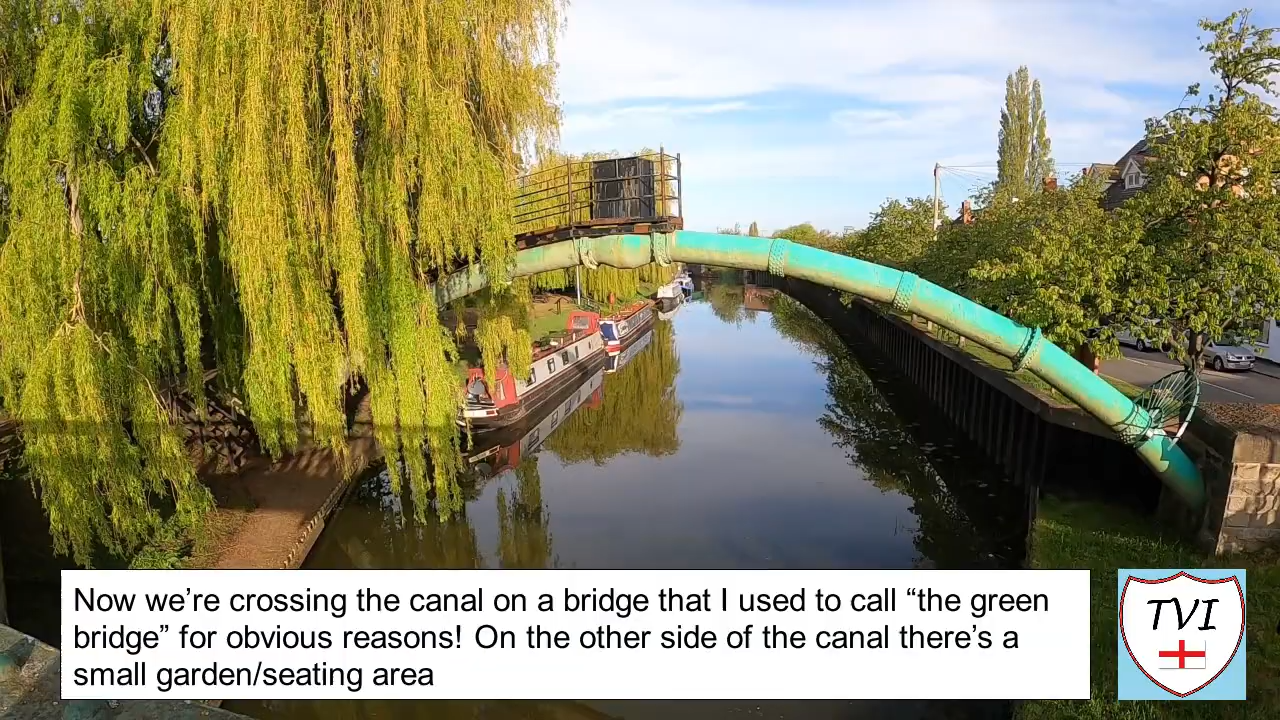 Now we’re crossing the canal on a bridge that I used to call “the green
bridge” for obvious reasons! On the other side of the canal there’s a
small garden/seating area
TVI